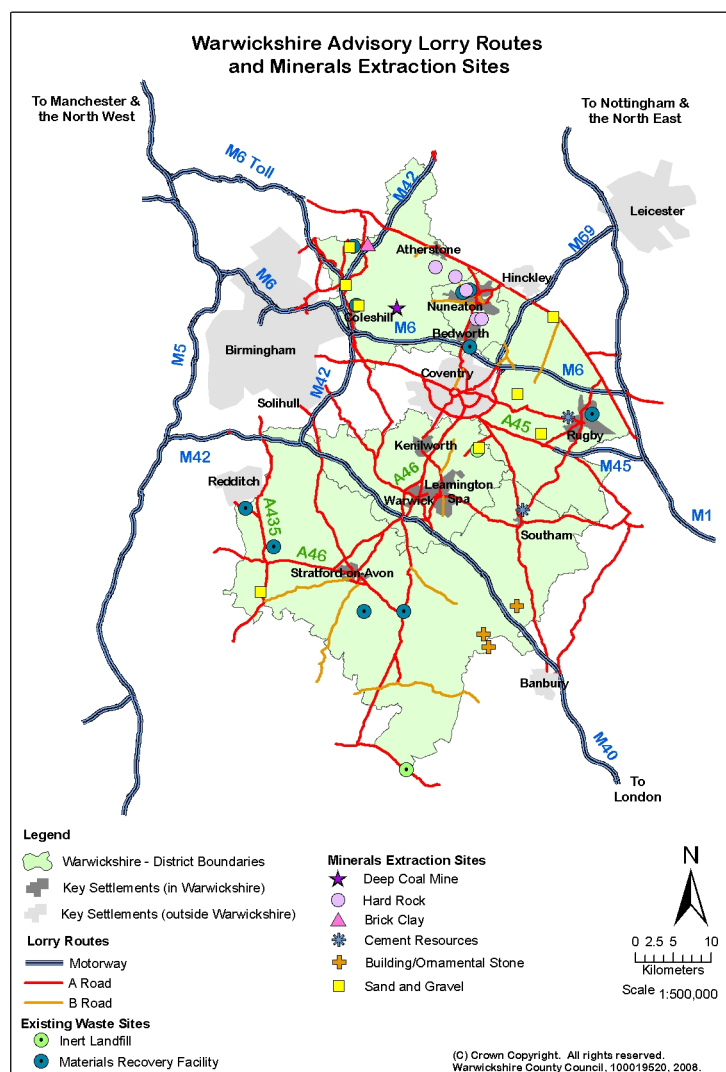 Warwickshire Advisory Lorry Routes
and Minerals Extraction Sites
To Manchester &
the North West
To Nottingham &
the North East
M6 Toll
M42
Leicester
Atherstone
M69
Hinckley
M6
Nuneaton
Coleshill
M6
Bedworth
M5
Birmingham
M42
Coventry
M6
Solihull
A45
Rugby
Kenilworth
M42
A46
M45
Redditch
Leamington
Spa
Warwick
A435
M1
Southam
A46
Stratford-on-Avon
Banbury
M40
To
London
Legend
Warwickshire - District Boundaries
Key Settlements (in Warwickshire)
Key Settlements (outside Warwickshire)
Lorry Routes
Motorway
A Road
B Road
Existing Waste Sites
Inert Landfill
Materials Recovery Facility
Minerals Extraction Sites
Deep Coal Mine
Hard Rock
Brick Clay
Cement Resources
Building/Ornamental Stone
Sand and Gravel
N
0 2.5 5 10
Kilometers
Scale 1:500,000
(C) Crown Copyright. All rights reserved.
Warwickshire County Council, 100019520, 2008.